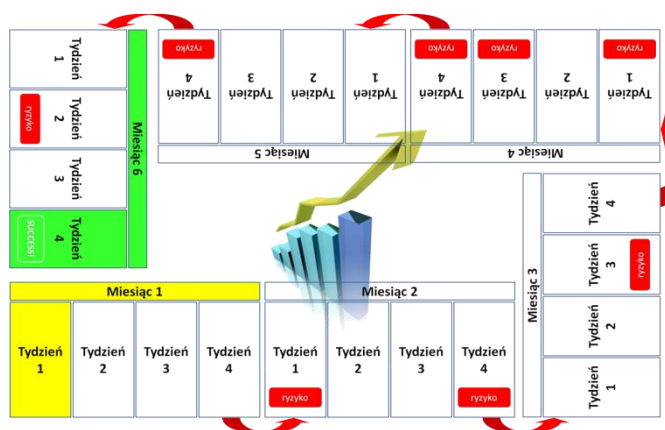 Miesiąc 1
Tydzień
1
Tydzień
2
Tydzień
3
Tydzień
4
Miesiąc 2
Tydzień
1
ryzyko
Tydzień
2
Tydzień
3
Tydzień
4
ryzyko
Miesiąc 3
Tydzień
1
Tydzień
2
Tydzień
3
ryzyko
Tydzień
4
Miesiąc 4
Tydzień
1
ryzyko
Tydzień
2
Tydzień
3
ryzyko
Tydzień
4
ryzyko
Miesiąc 5
Tydzień
1
Tydzień
2
Tydzień
3
Tydzień
4
ryzyko
Miesiąc 6
Tydzień
1
Tydzień
2
ryzyko
Tydzień
3
Tydzień
4
SUCCESS!